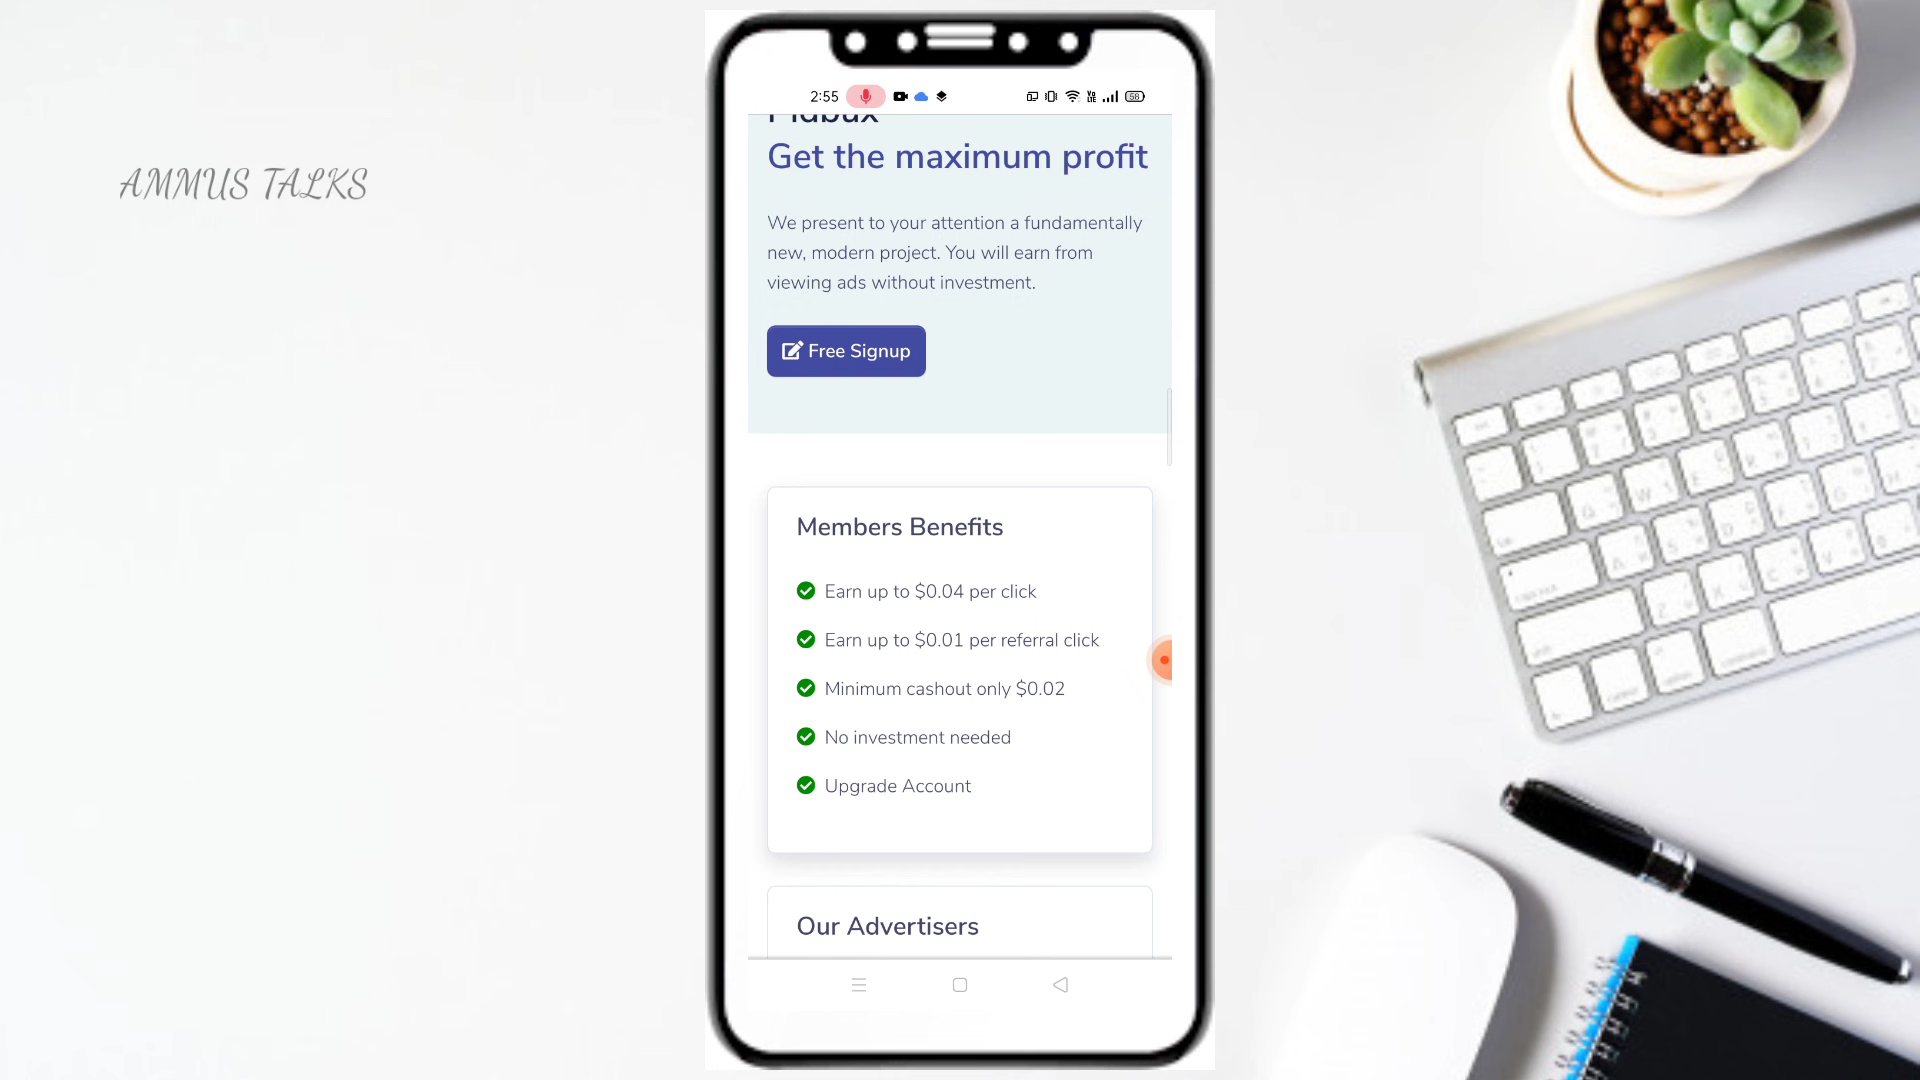 AMMUS TALKS
2:55
58
Get the maximum profit
We present to your attention a fundamentally
new, modern project. You will earn from
viewing ads without investment.
Free Signup
Members Benefits
Earn up to $0.04 per click
Earn up to $0.01 per referral click
Minimum cashout only $0.02
No investment needed
Upgrade Account
Our Advertisers